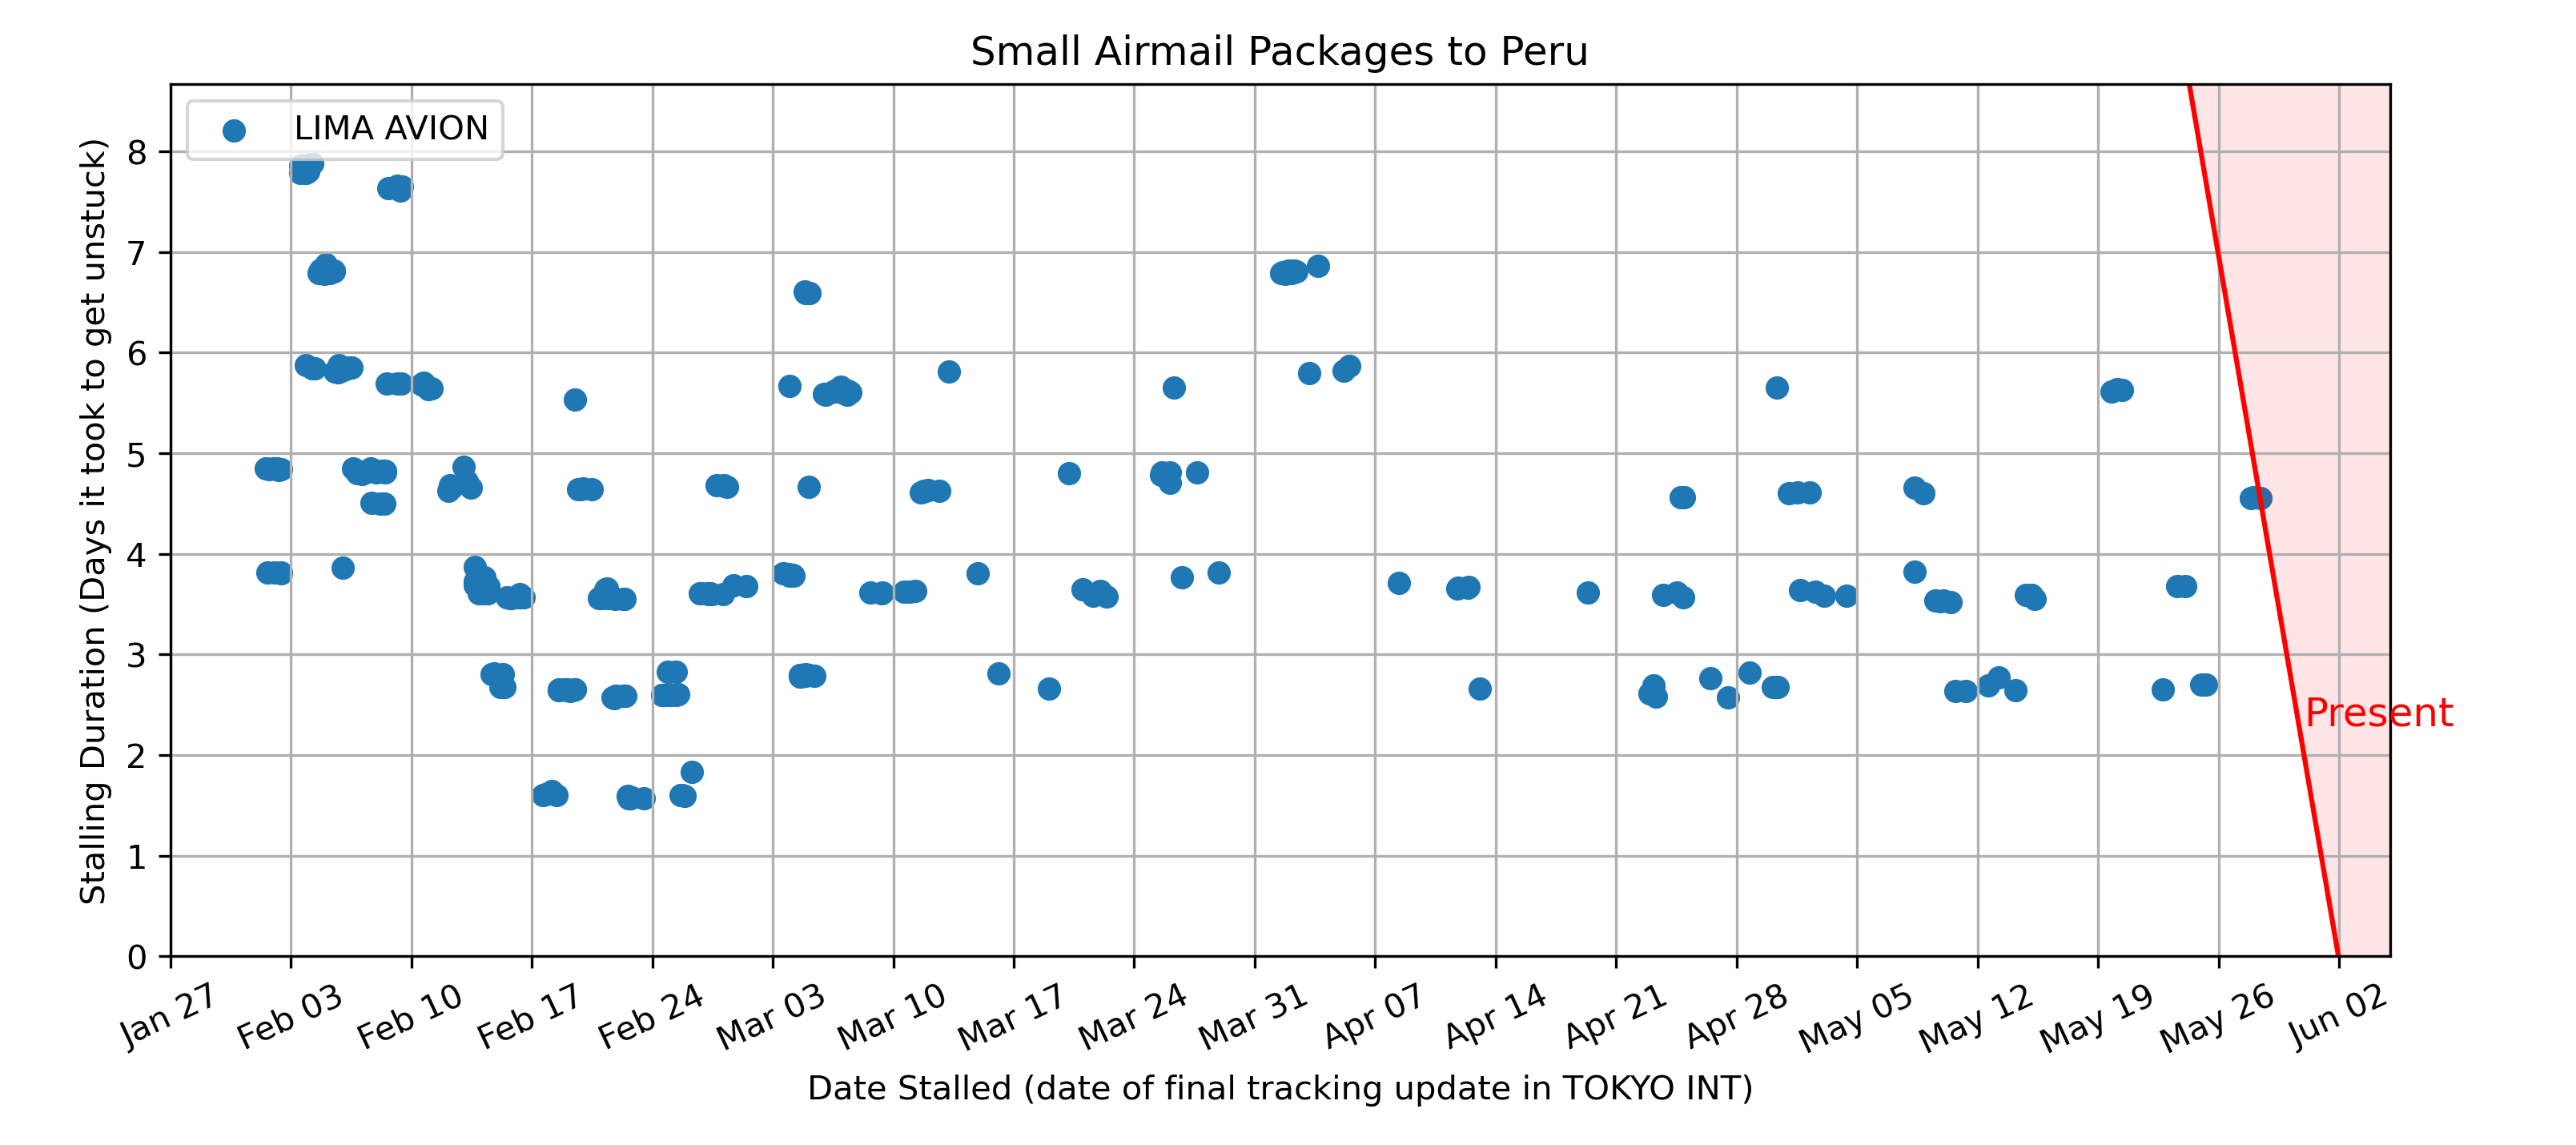 Small Airmail Packages to Peru
LIMA AVION
Stalling Duration (Days it took to get unstuck)
8
7
6
5
4
3
2
1
0
Present
Jan 27
Feb 03
Feb 10
Feb 17
Feb 24
Mar 03
Mar 10
Mar 17
Mar 24
Mar 31
Apr 07
Apr 14
Apr 21
Apr 28
May 05
May 12
May 19
May 26
Jun 02
Date Stalled (date of final tracking update in TOKYO INT)